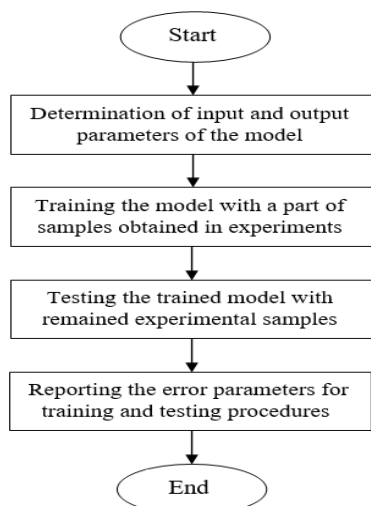 Start
Determination of input and output
parameters of the model
Training the model with a part of
samples obtained in experiments
Testing the trained model with
remained experimental samples
Reporting the error parameters for
training and testing procedures
End